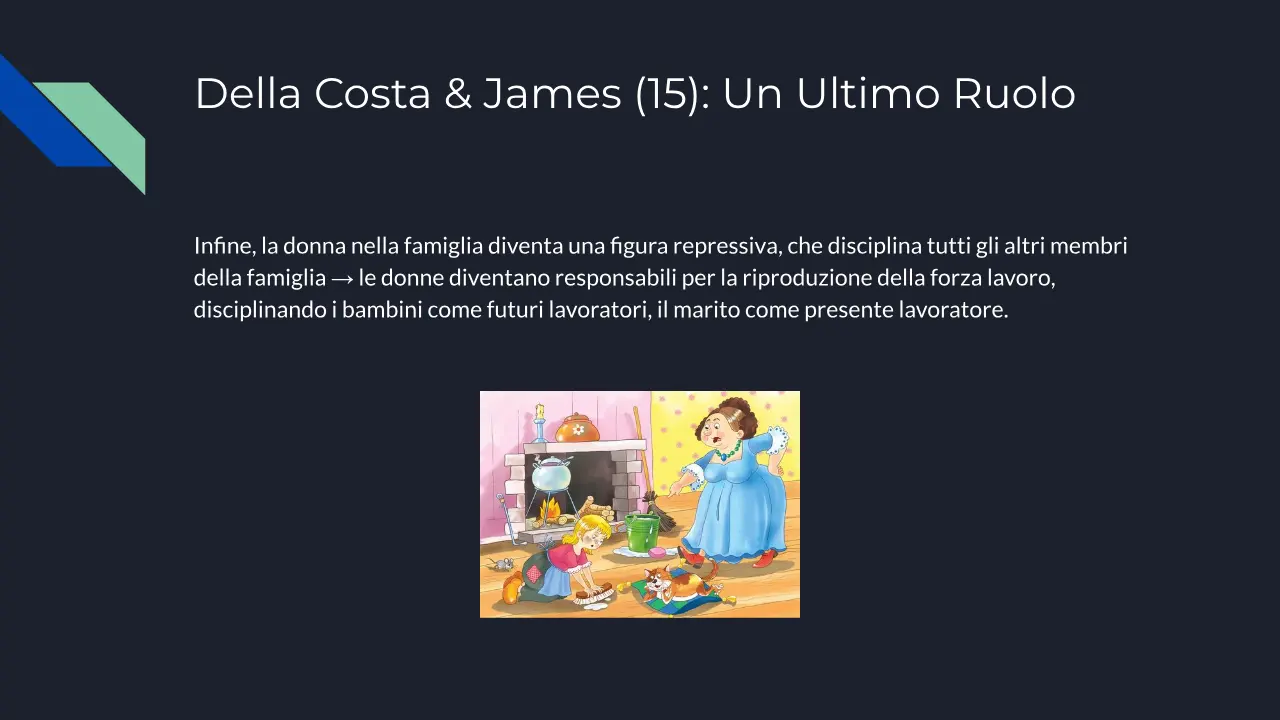 Della Costa & James (15): Un Ultimo Ruolo
Infine, la donna nella famiglia diventa una figura repressiva, che disciplina tutti gli altri membri
della famiglia → le donne diventano responsabili per la riproduzione della forza lavoro,
disciplinando i bambini come futuri lavoratori, il marito come presente lavoratore.